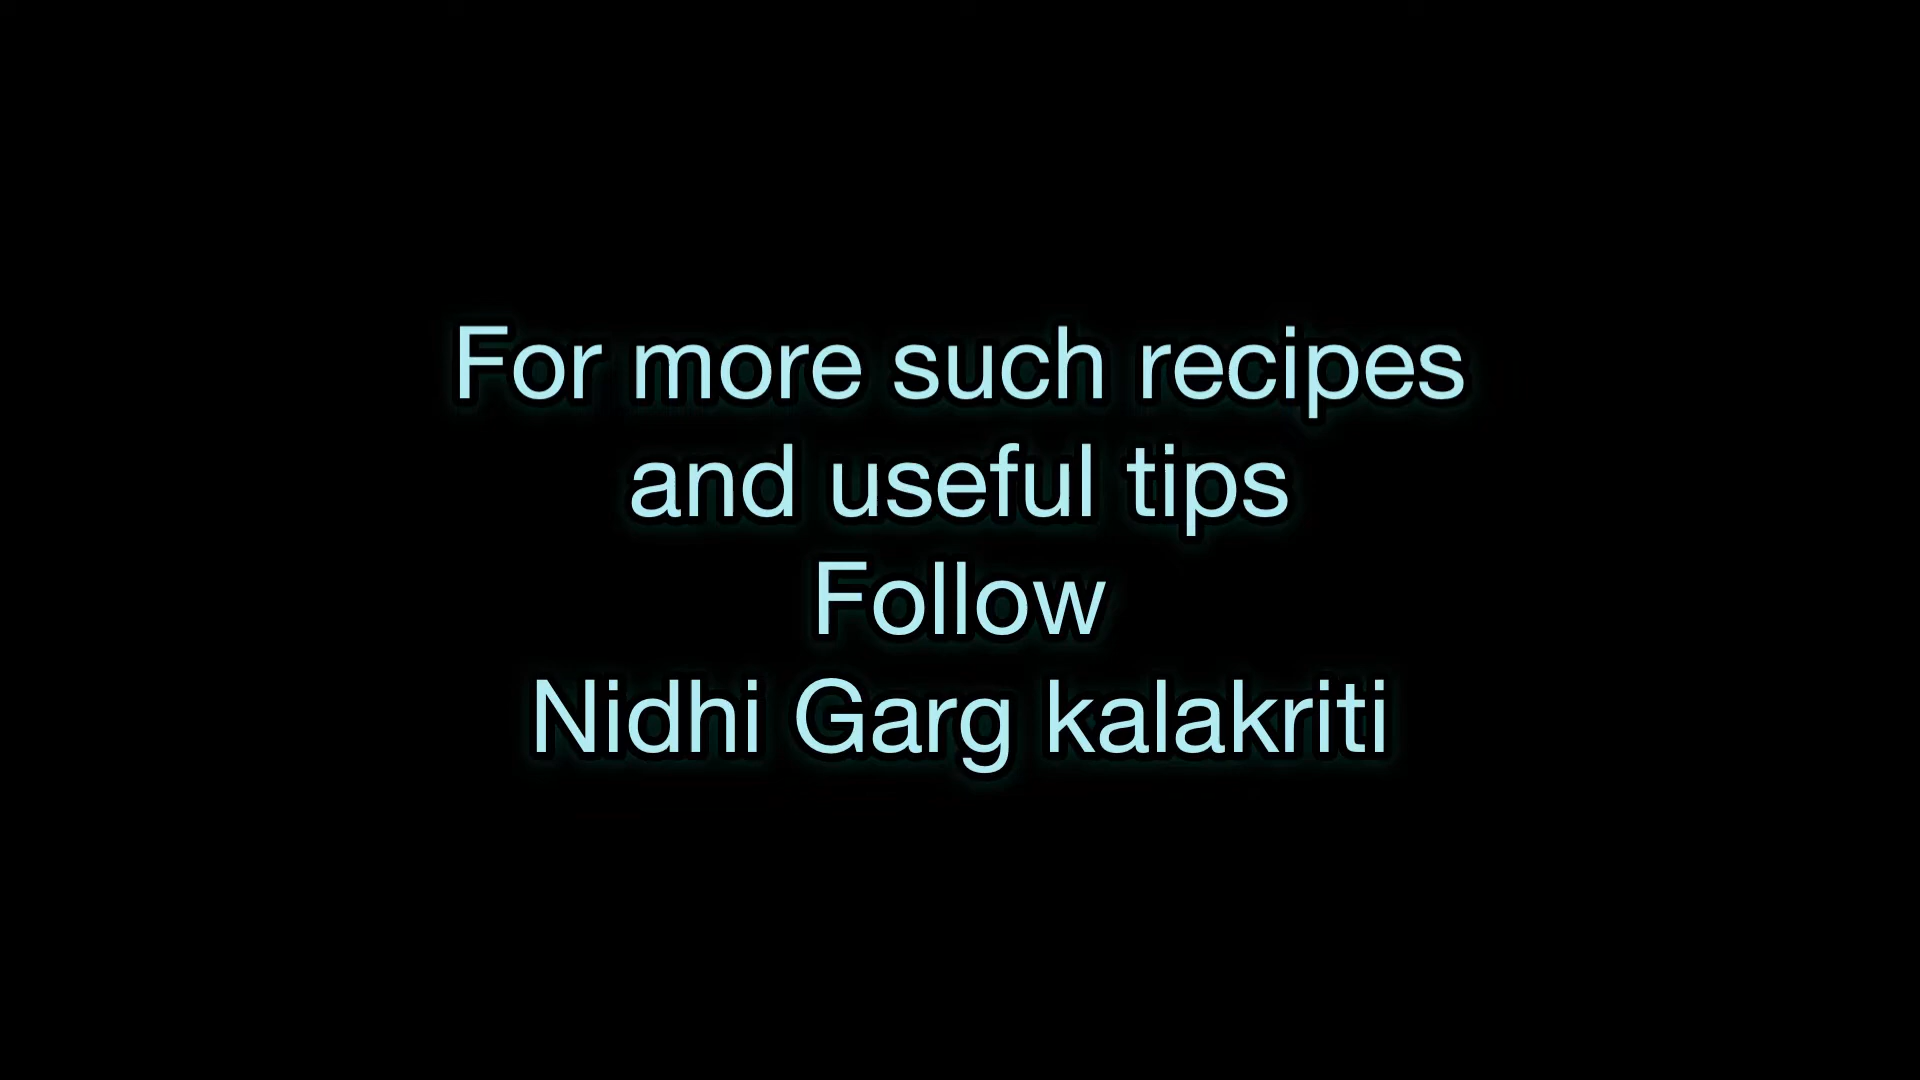 For more such recipes
and useful tips
Follow
Nidhi Garg kalakriti